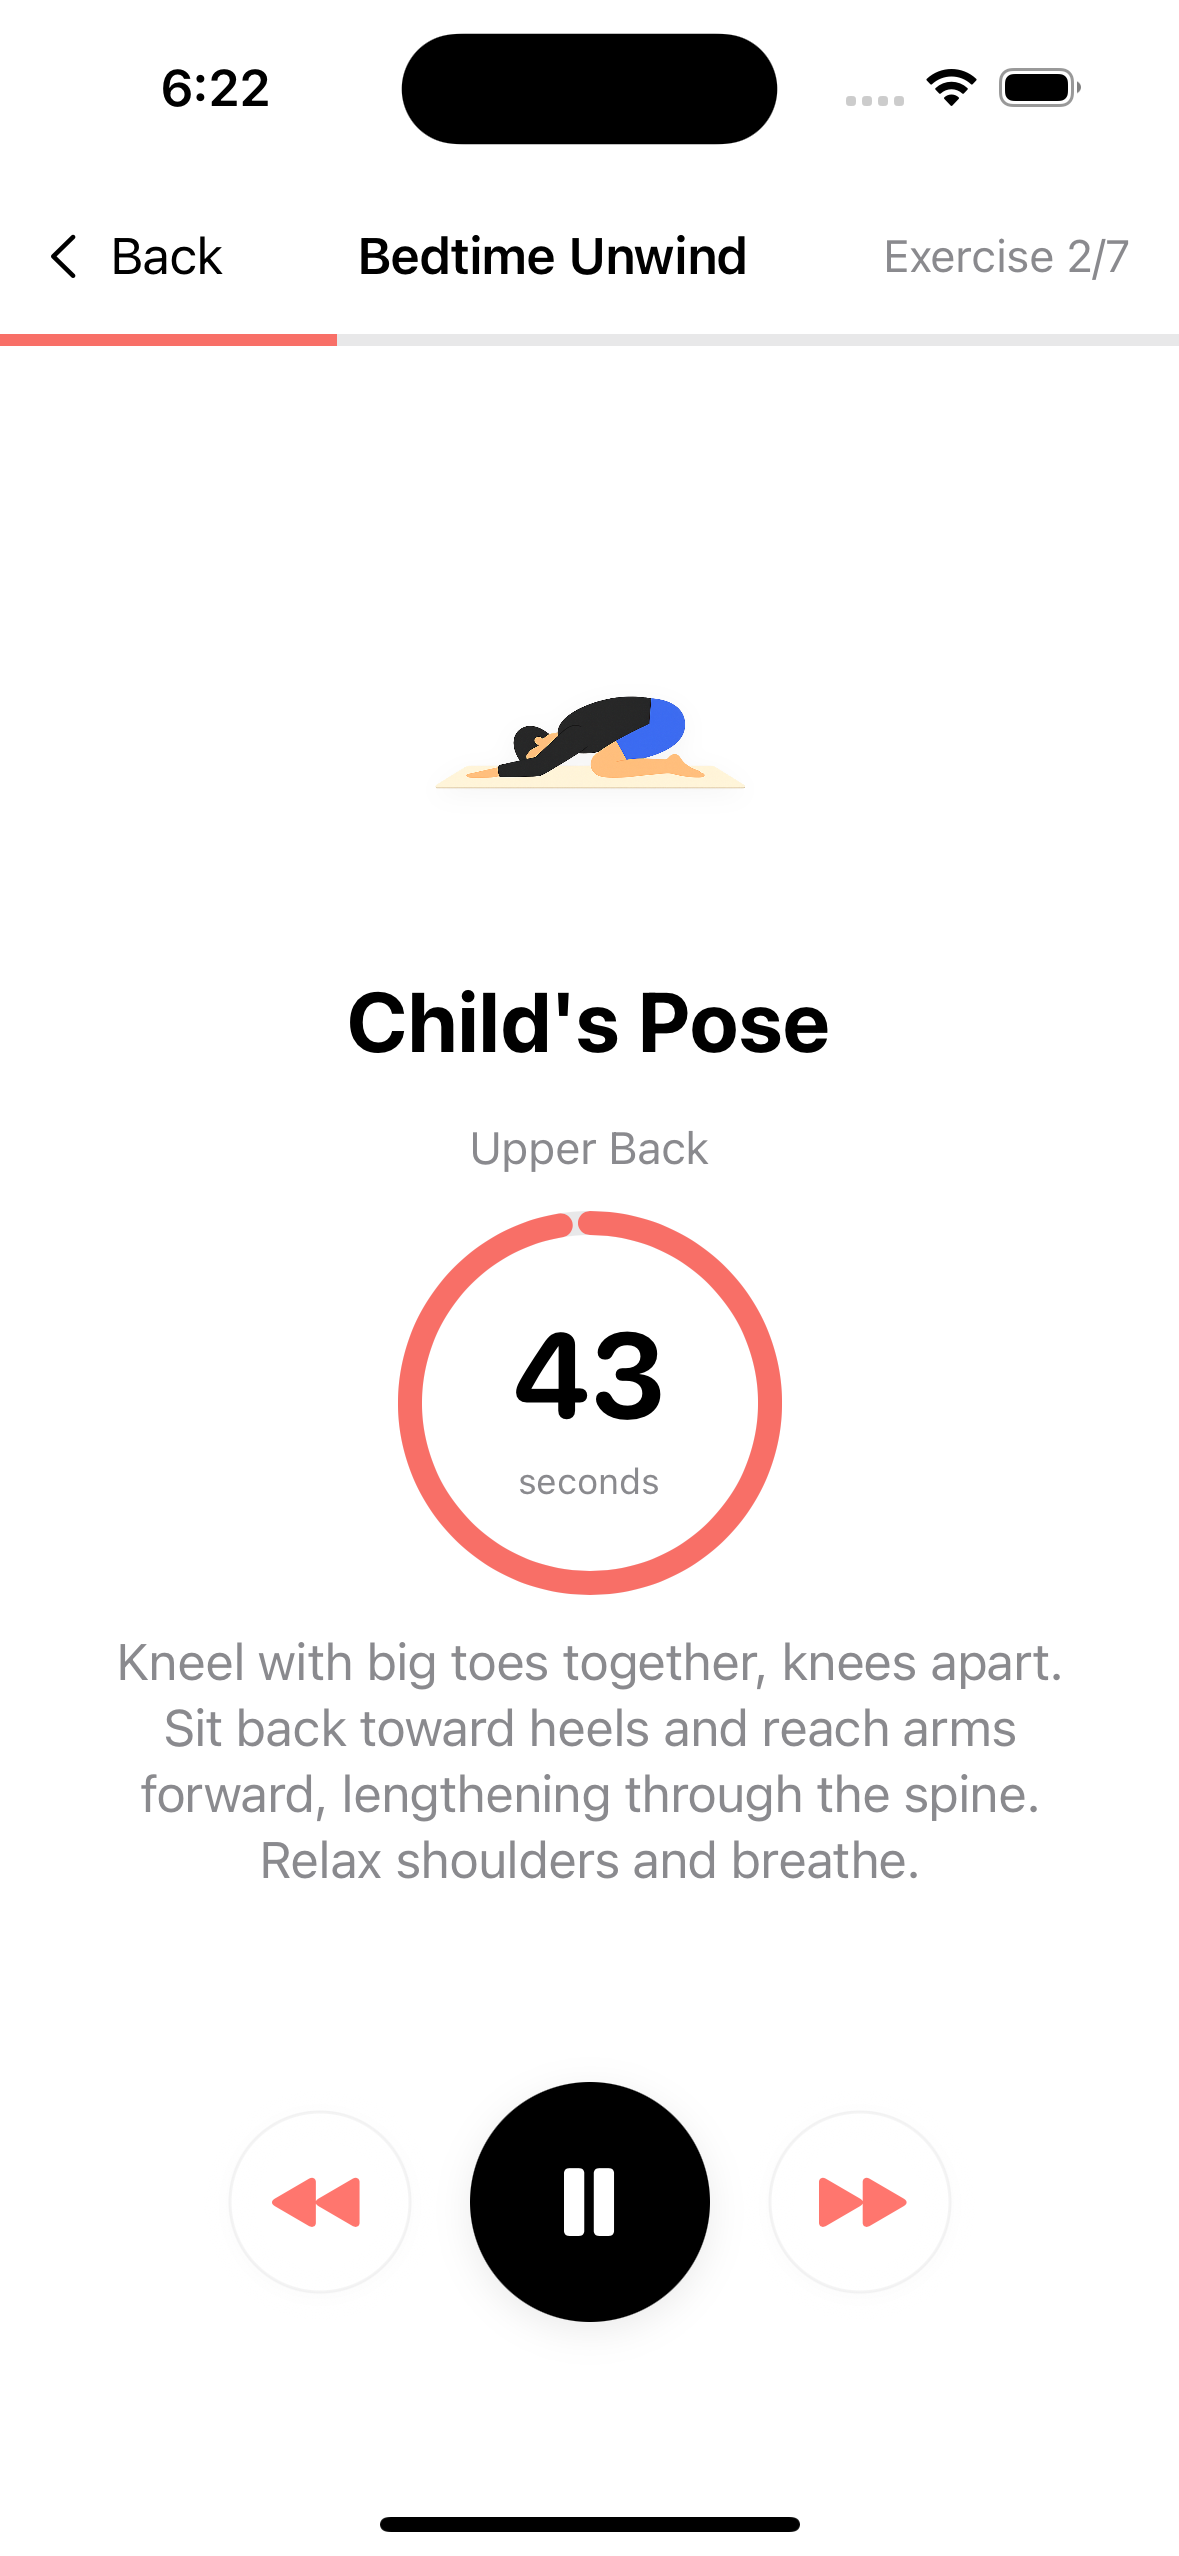 6:22
Back
Bedtime Unwind
Exercise 2/7
Child's Pose
Upper Back
43
seconds
Kneel with big toes together, knees apart.
Sit back toward heels and reach arms
forward, lengthening through the spine.
Relax shoulders and breathe.